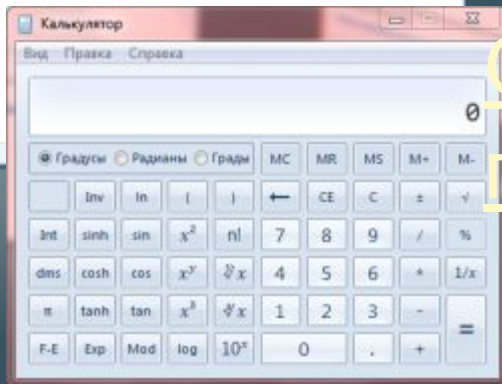 Калькулятор
Вид Правка Справка
0
Градусы Радианы Грады MC MR MS M+ M-
Inv ln ( ) ← CE C ± √
Int sinh sin x² n! 7 8 9 / %
dms cosh cos xʸ ʸ√x 4 5 6 * 1/x
π tanh tan x³ ³√x 1 2 3 - =
F-E Exp Mod log 10ˣ 0 , +